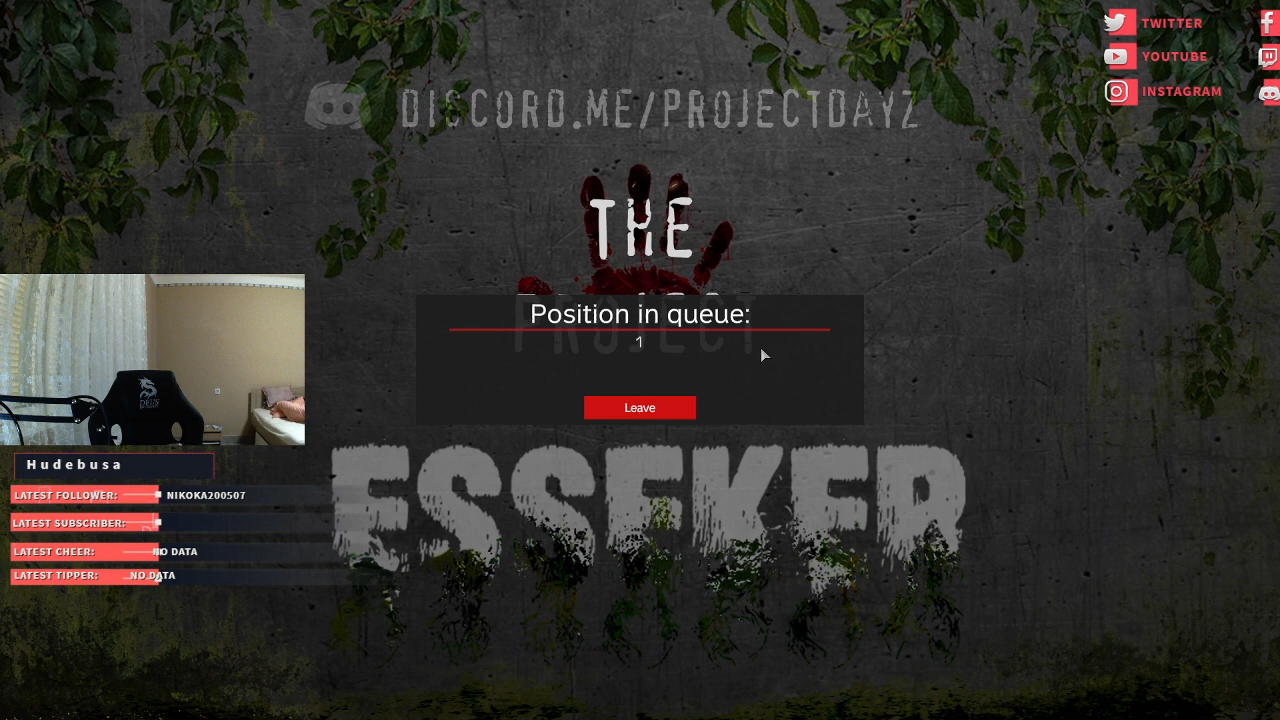 TWITTER
YOUTUBE
INSTAGRAM
DISCORD.ME/PROJECTDAYZ
THE
PROJECT
Position in queue:
1
Leave
ESSEKER
Hudebusa
LATEST FOLLOWER: NIKOKA200507
LATEST SUBSCRIBER:
LATEST CHEER: NO DATA
LATEST TIPPER: NO DATA